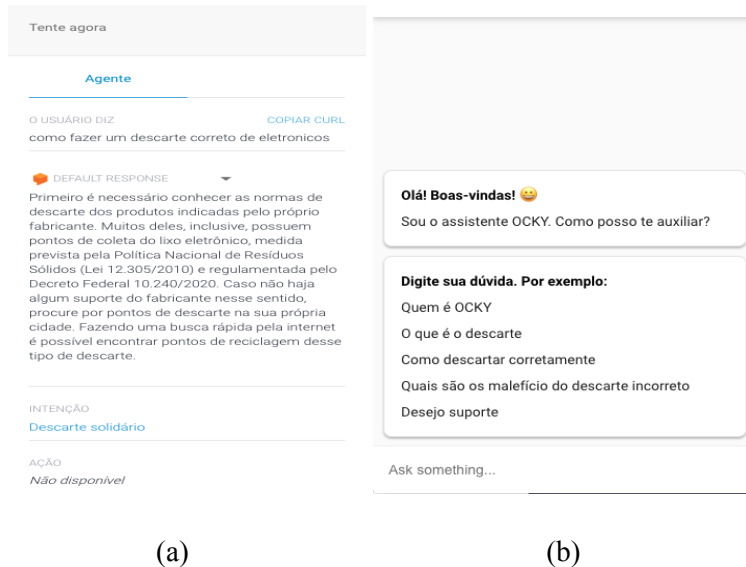 Tente agora
Agente
O USUÁRIO DIZ COPIAR CURL
como fazer um descarte correto de eletronicos
DEFAULT RESPONSE
Primeiro é necessário conhecer as normas de
descarte dos produtos indicadas pelo próprio
fabricante. Muitos deles, inclusive, possuem
pontos de coleta do lixo eletrônico, medida
prevista pela Política Nacional de Resíduos
Sólidos (Lei 12.305/2010) e regulamentada pelo
Decreto Federal 10.240/2020. Caso não haja
algum suporte do fabricante nesse sentido,
procure por pontos de descarte na sua própria
cidade. Fazendo uma busca rápida pela internet
é possível encontrar pontos de reciclagem desse
tipo de descarte.
INTENÇÃO
Descarte solidário
AÇÃO
Não disponível
(a)
Olá! Boas-vindas! 😀
Sou o assistente OCKY. Como posso te auxiliar?
Digite sua dúvida. Por exemplo:
Quem é OCKY
O que é o descarte
Como descartar corretamente
Quais são os malefício do descarte incorreto
Desejo suporte
Ask something...
(b)